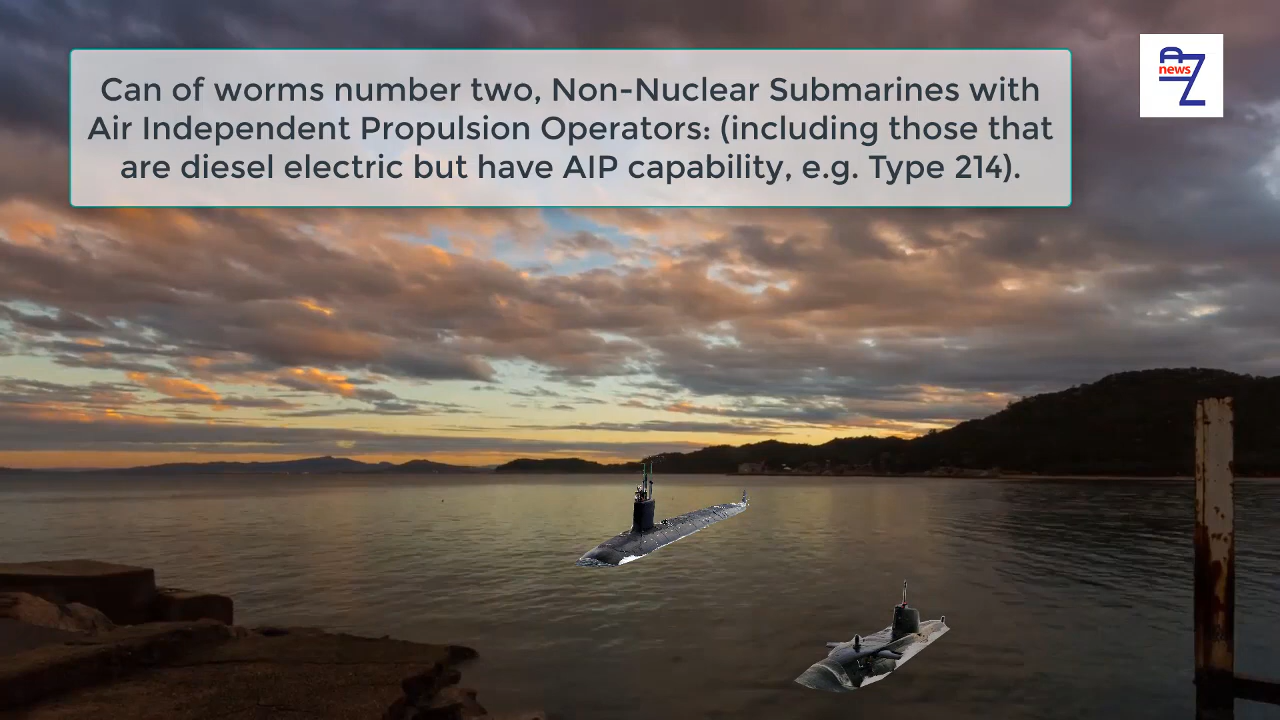 Can of worms number two, Non-Nuclear Submarines with
Air Independent Propulsion Operators: (including those that
are diesel electric but have AIP capability, e.g. Type 214).
AZ
news